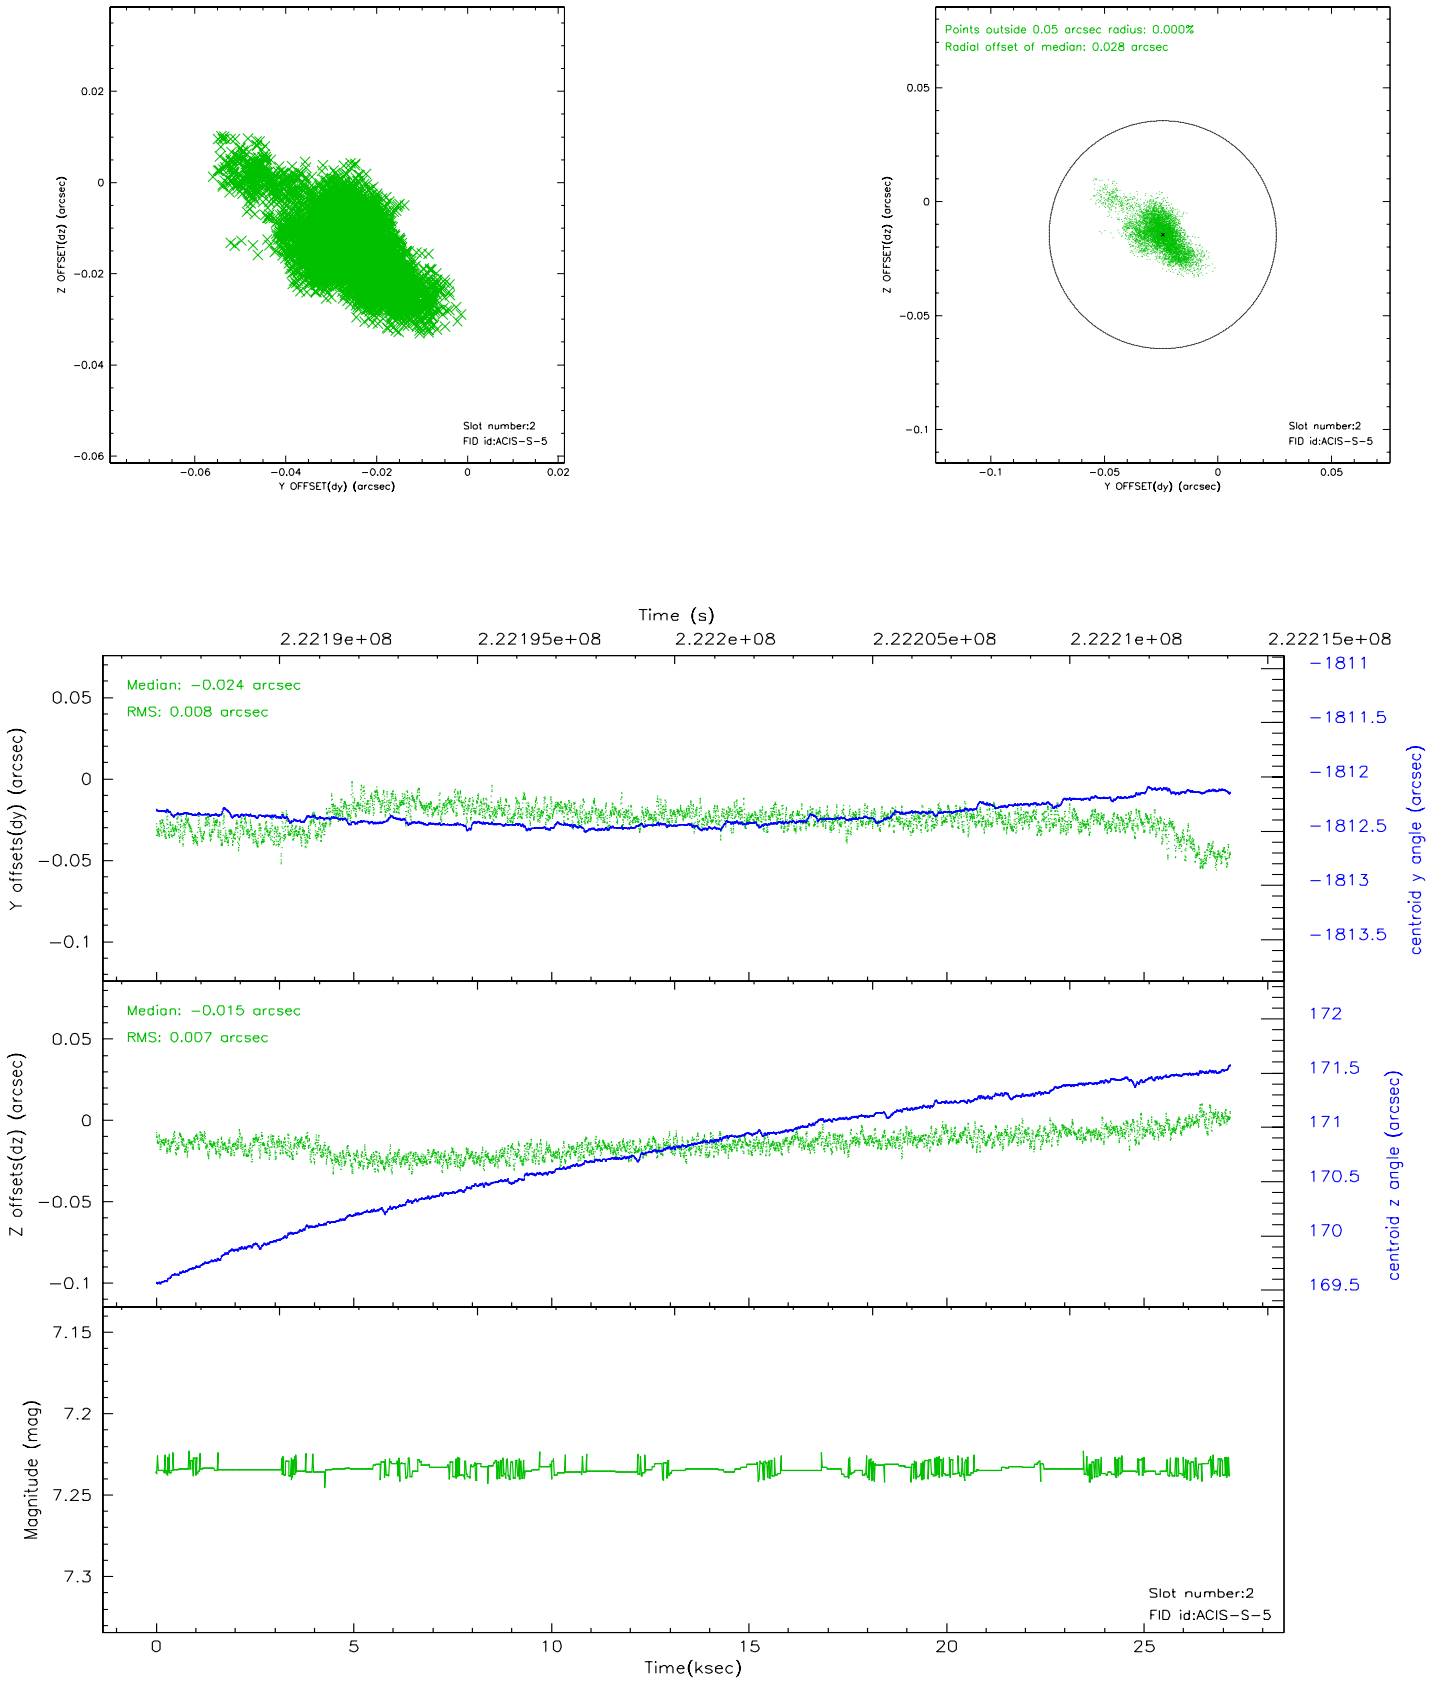 0.02
0
−0.02
−0.04
−0.06
Z OFFSET(dz) (arcsec)
−0.06
−0.04
−0.02
0
0.02
Y OFFSET(dy) (arcsec)
Slot number:2
FID id:ACIS−S−5
Points outside 0.05 arcsec radius: 0.000%
Radial offset of median: 0.028 arcsec
0.05
0
−0.05
−0.1
Z OFFSET(dz) (arcsec)
−0.1
−0.05
0
0.05
Y OFFSET(dy) (arcsec)
Slot number:2
FID id:ACIS−S−5
Time (s)
2.2219e+08
2.22195e+08
2.222e+08
2.22205e+08
2.2221e+08
2.22215e+08
Median: −0.024 arcsec
RMS: 0.008 arcsec
0.05
0
−0.05
−0.1
Y offsets(dy) (arcsec)
−1811
−1811.5
−1812
−1812.5
−1813
−1813.5
centroid y angle (arcsec)
Median: −0.015 arcsec
RMS: 0.007 arcsec
0.05
0
−0.05
−0.1
Z offsets(dz) (arcsec)
172
171.5
171
170.5
170
169.5
centroid z angle (arcsec)
7.15
7.2
7.25
7.3
Magnitude (mag)
Slot number:2
FID id:ACIS−S−5
0
5
10
15
20
25
Time(ksec)